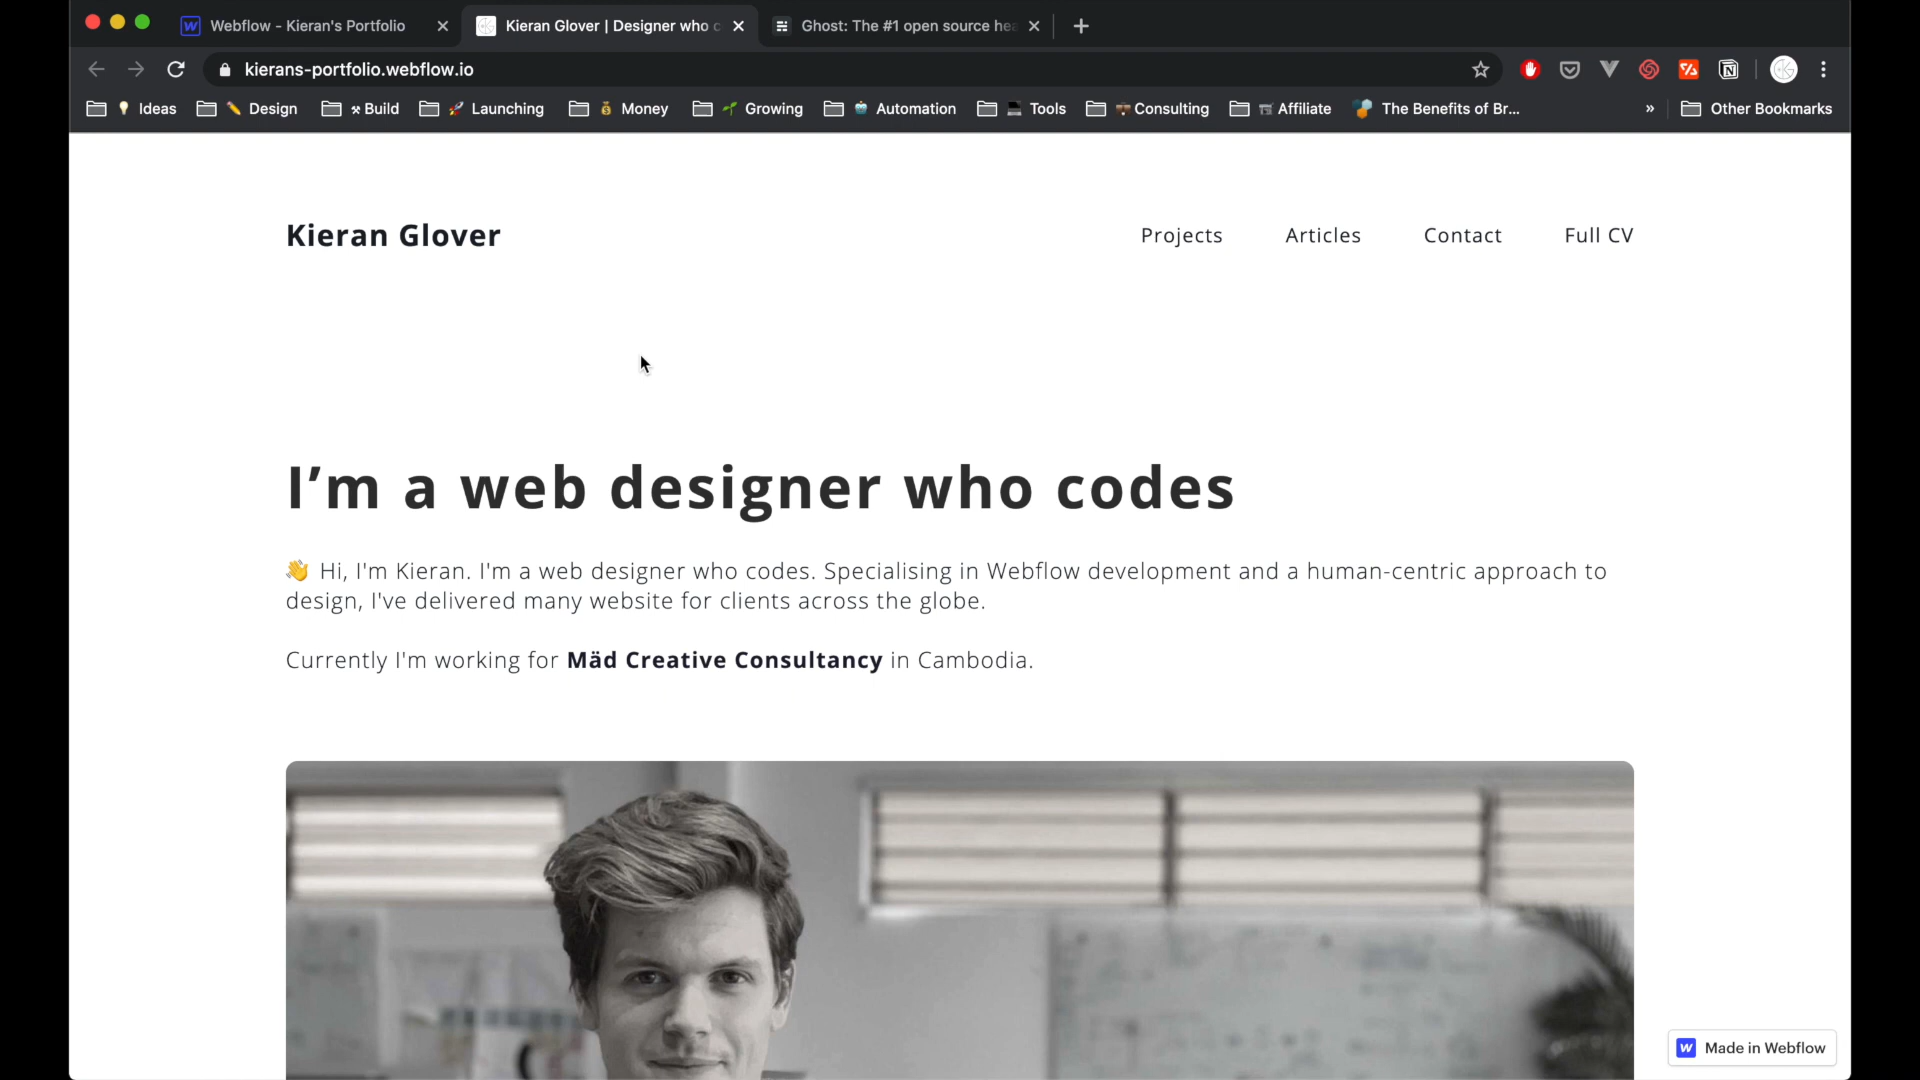 Webflow - Kieran's Portfolio
Kieran Glover | Designer who c
Ghost: The #1 open source hea
kierans-portfolio.webflow.io
Ideas
Design
Build
Launching
Money
Growing
Automation
Tools
Consulting
Affiliate
The Benefits of Br...
»
Other Bookmarks
Kieran Glover
Projects
Articles
Contact
Full CV
I’m a web designer who codes
👋 Hi, I'm Kieran. I'm a web designer who codes. Specialising in Webflow development and a human-centric approach to
design, I've delivered many website for clients across the globe.
Currently I'm working for Mäd Creative Consultancy in Cambodia.
Made in Webflow